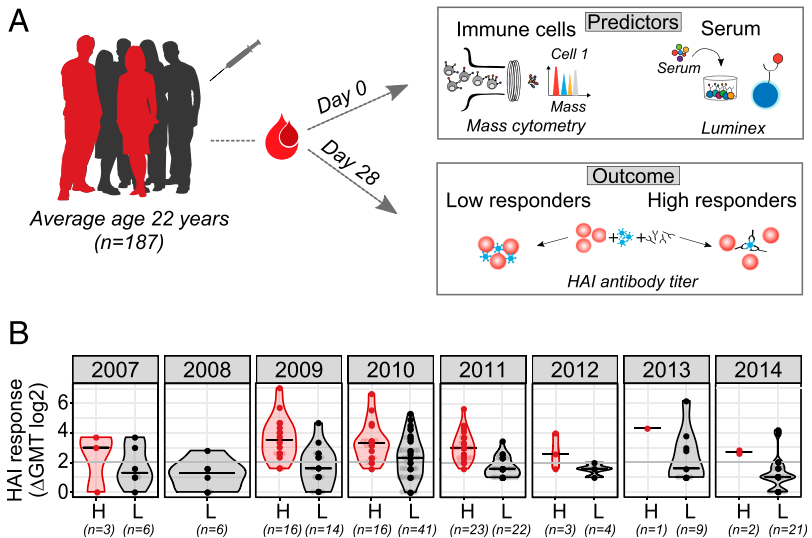 A
Average age 22 years
(n=187)
Day 0
Day 28
Predictors
Immune cells
Serum
Cell 1
Mass
Mass cytometry
Serum
Luminex
Outcome
Low responders
High responders
+ +
HAI antibody titer
B
HAI response
(ΔGMT log2)
2007 2008 2009 2010 2011 2012 2013 2014
6
4
2
0
H L L H L H L H L H L H L H L
(n=3) (n=6) (n=6) (n=16) (n=14) (n=16) (n=41) (n=23) (n=22) (n=3) (n=4) (n=1) (n=9) (n=2) (n=21)